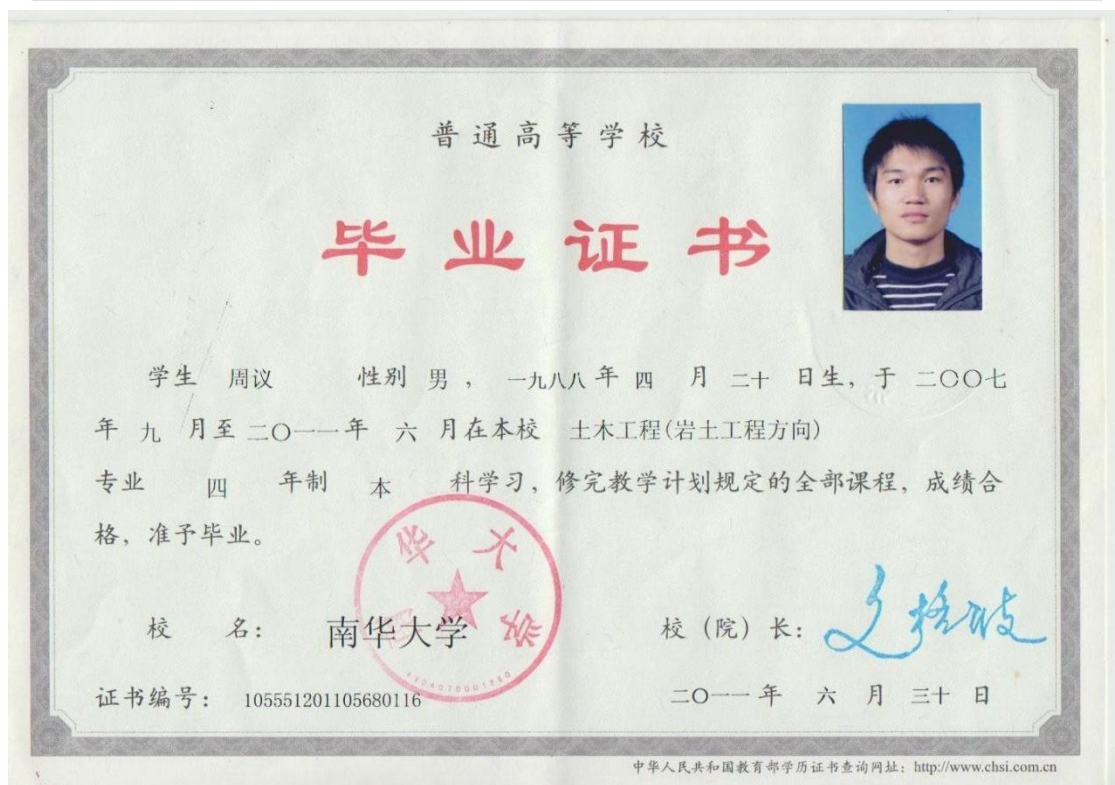 普通高等学校
毕业证书
学生 周议 性别 男 , 一九八八 年 四 月 二十 日生, 于 二〇〇七
年 九 月至 二〇一一 年 六 月在本校 土木工程(岩土工程方向)
专业 四 年制 本 科学习, 修完教学计划规定的全部课程, 成绩合
格, 准予毕业。
校 名: 南华大学
校(院)长:
证书编号: 105551201105680116
二〇一一 年 六 月 三十 日
中华人民共和国教育部学历证书查询网址: http://www.chsi.com.cn